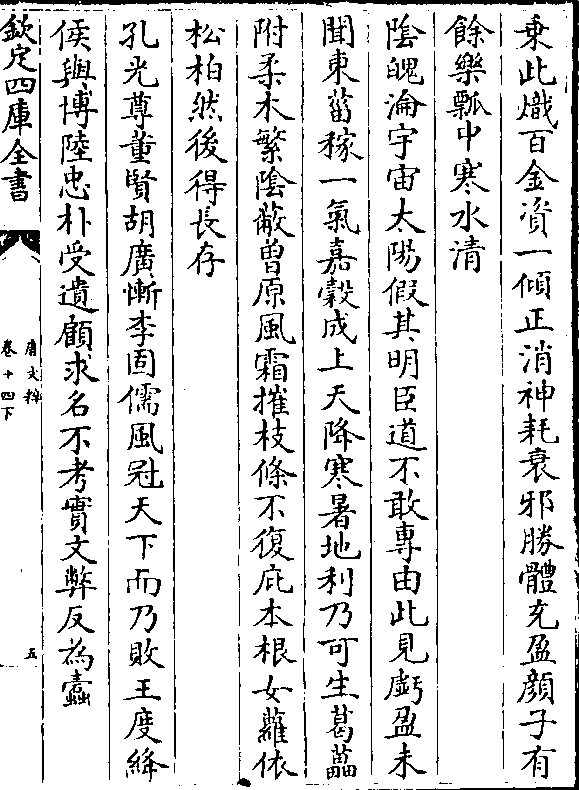 乗此熾百金資一傾正消神耗衰邪勝體充盈顔子有
餘樂瓢中寒水清
陰魄淪宇宙太陽假其明臣道不敢專由此見虧盈未
聞東菑稼一氣嘉穀成上天降寒暑地利乃可生葛藟
附柔木繁陰蔽曽原風霜摧枝條不復庇本根女蘿依
松柏然後得長存
孔光尊董賢胡廣慚李固儒風冠天下而乃敗王度絳
侯與博陸忠朴受遺顧求名不考實文弊反為蠧
欽定四庫全書
唐文粹
卷十四下
五